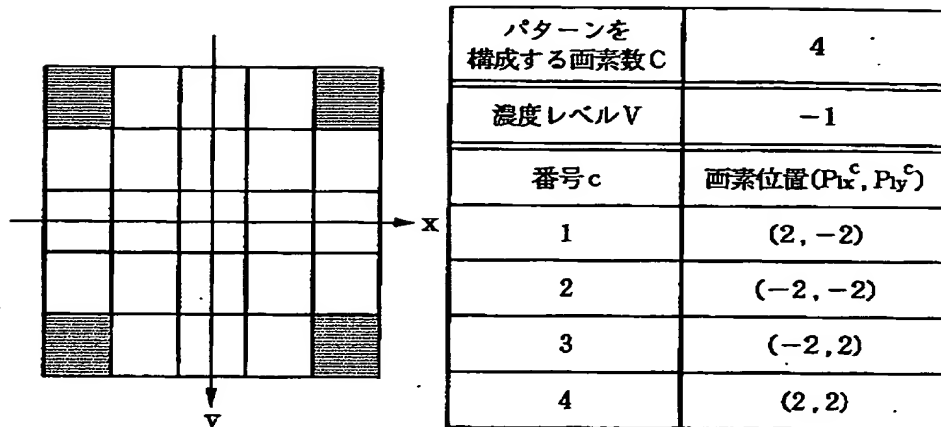 x
y
パターンを
構成する画素数C
4
濃度レベルV
−1
番号c
画素位置(P1x^c, P1y^c)
1
(2, −2)
2
(−2, −2)
3
(−2, 2)
4
(2, 2)